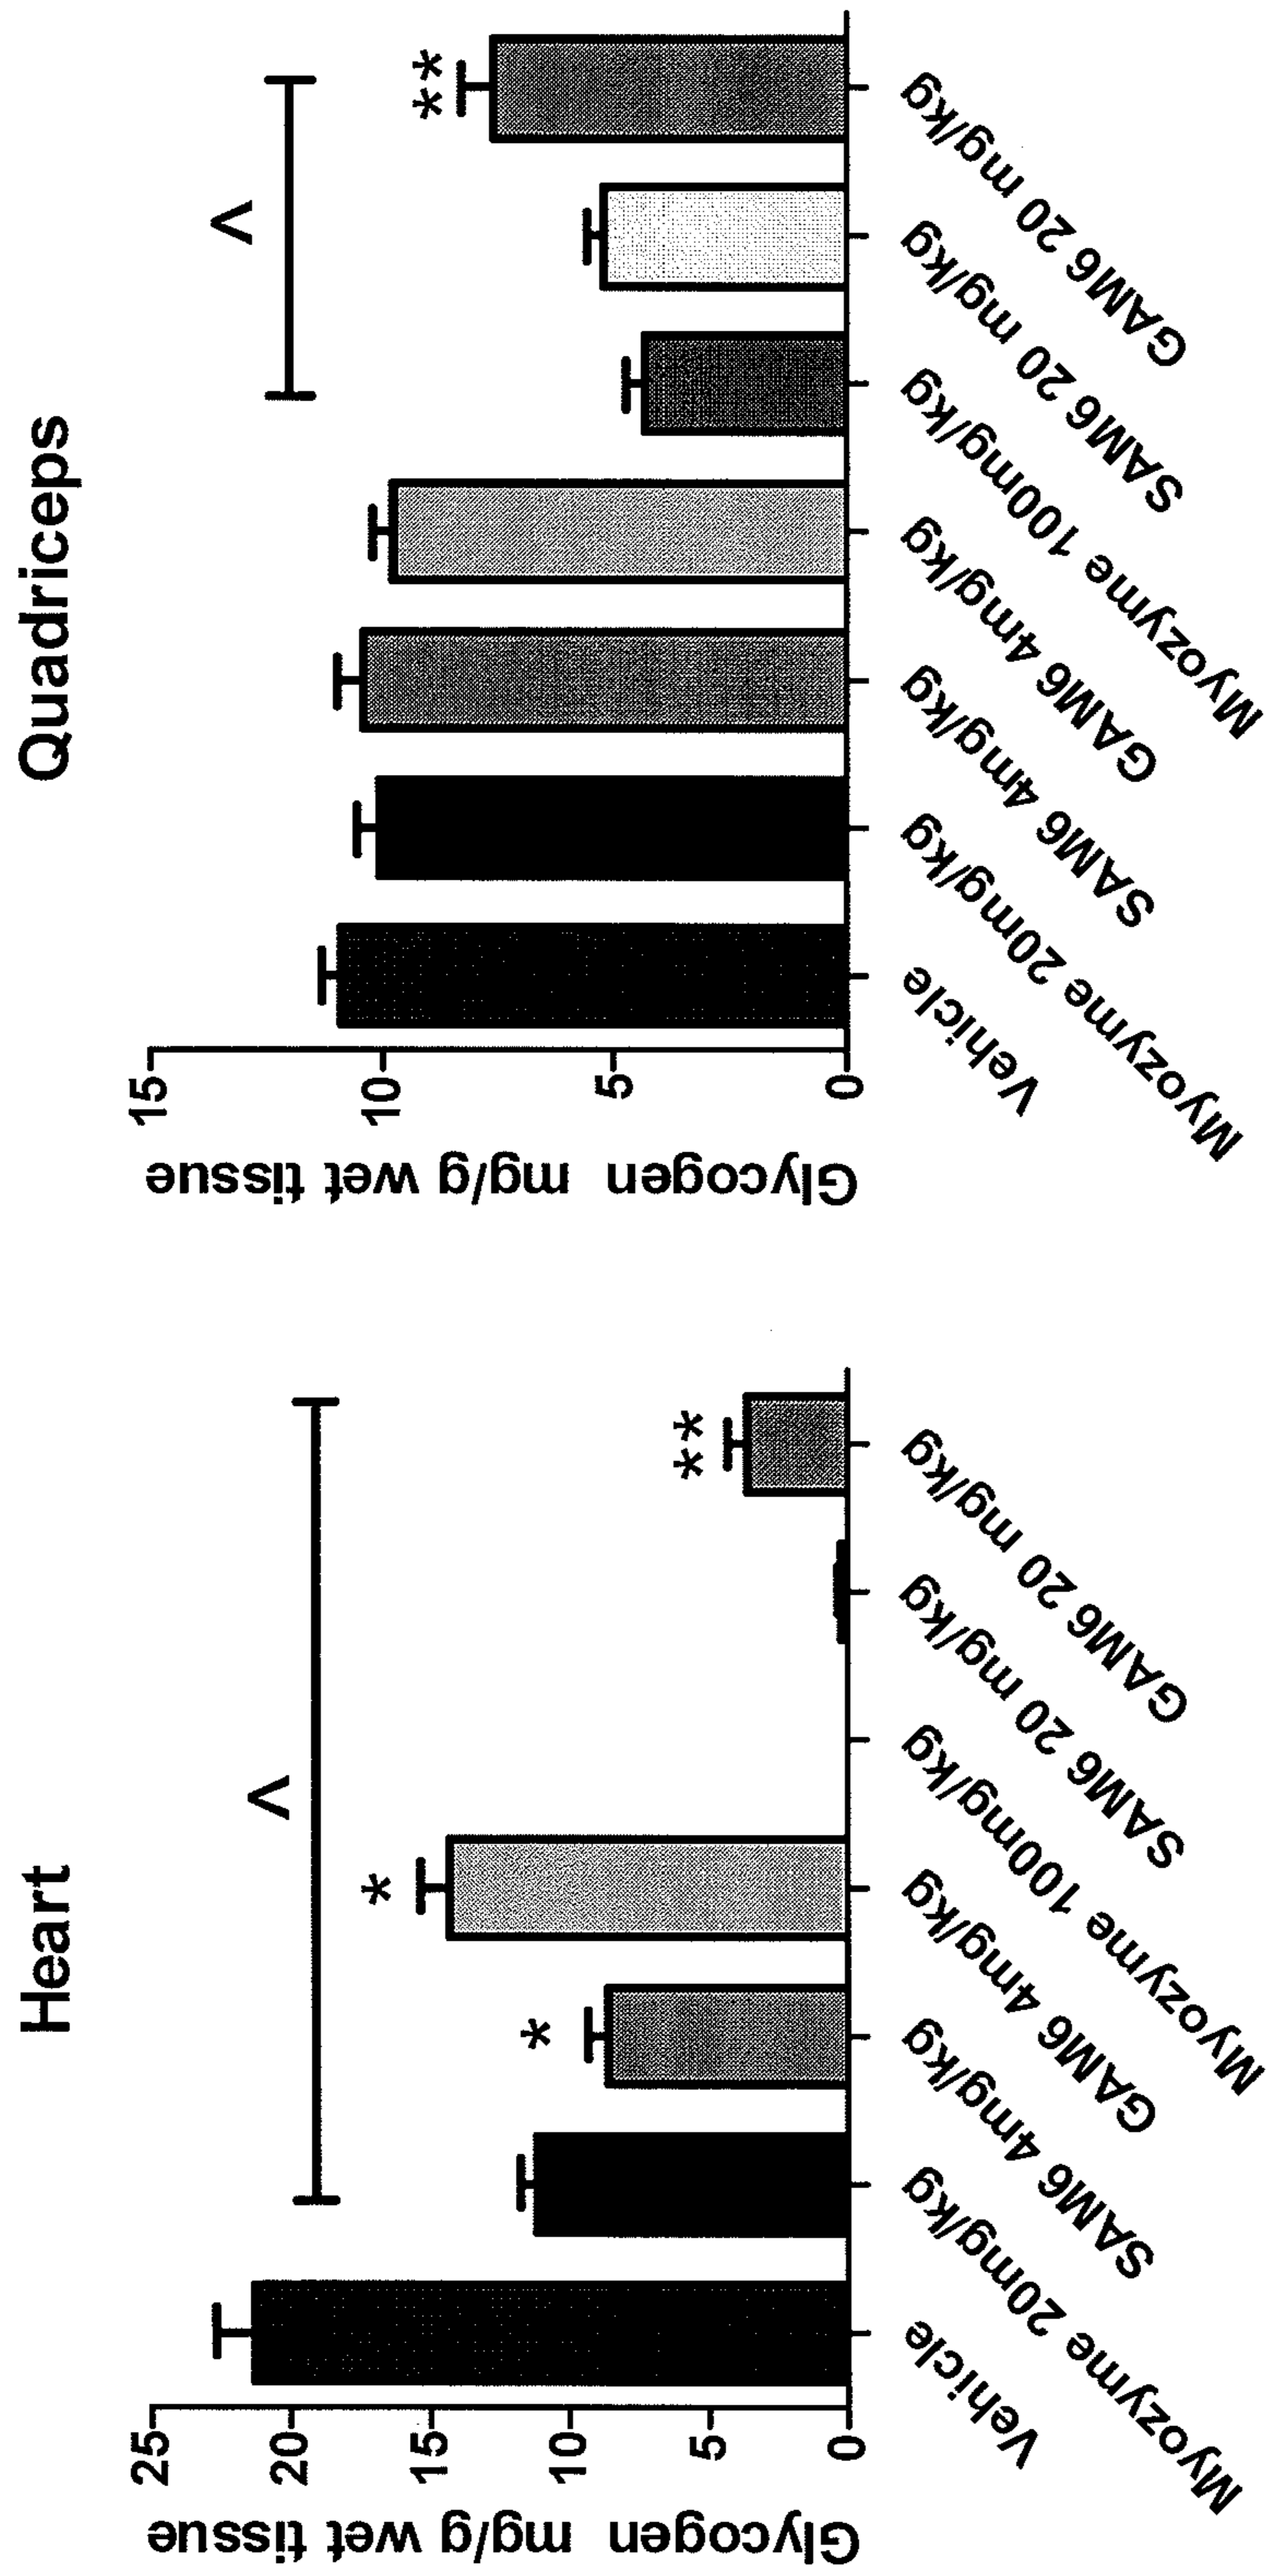 Heart
Glycogen mg/g wet tissue
25
20
15
10
5
0
*
*
**
Λ
Vehicle
Myozyme 20mg/kg
SAM6 4mg/kg
GAM6 4mg/kg
Myozyme 100mg/kg
SAM6 20 mg/kg
GAM6 20 mg/kg
Quadriceps
Glycogen mg/g wet tissue
15
10
5
0
**
Λ
Vehicle
Myozyme 20mg/kg
SAM6 4mg/kg
GAM6 4mg/kg
Myozyme 100mg/kg
SAM6 20 mg/kg
GAM6 20 mg/kg